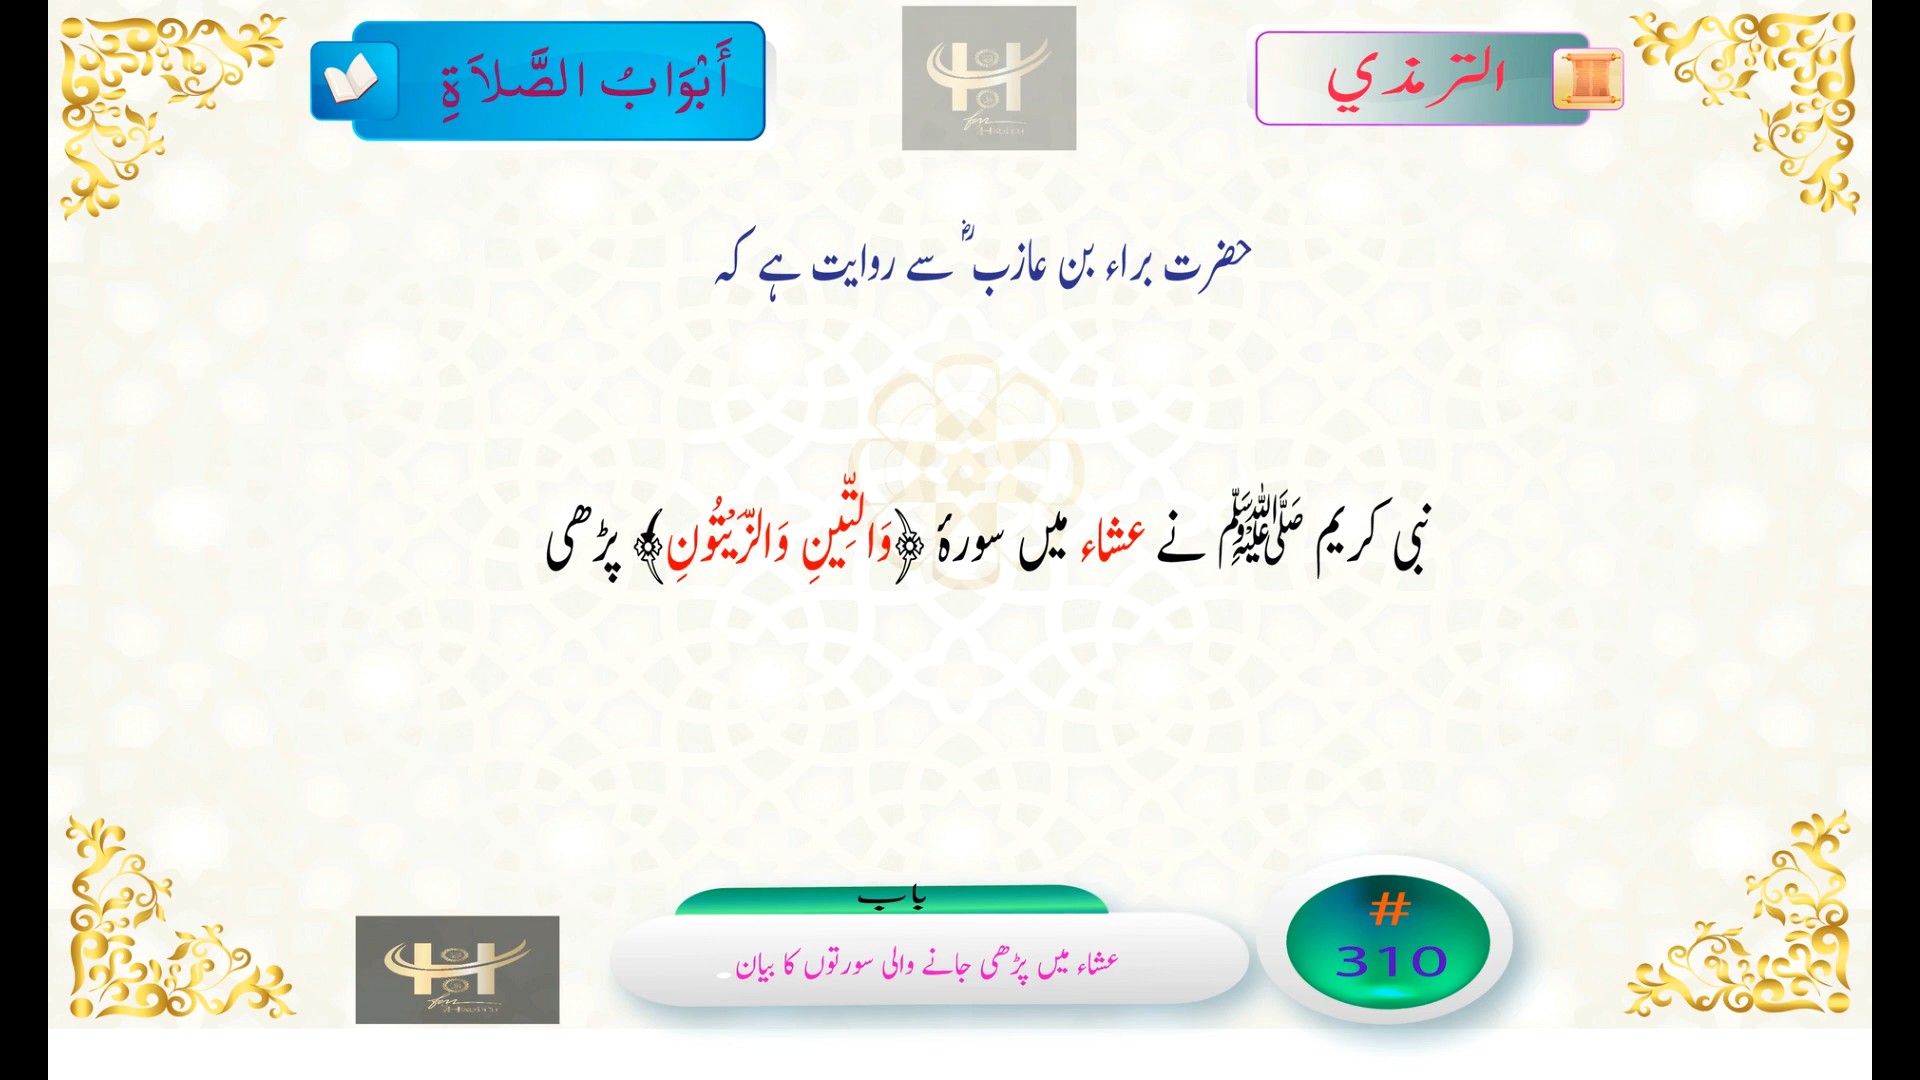 الترمذي
أَبْوَابُ الصَّلاَةِ
حضرت براء بن عازب ؓ سے روایت ہے کہ
نبی کریم ﷺ نے عشاء میں سورۂ ﴿وَالتِّينِ وَالزَّيْتُونِ﴾ پڑھی
باب
عشاء میں پڑھی جانے والی سورتوں کا بیان
#
310